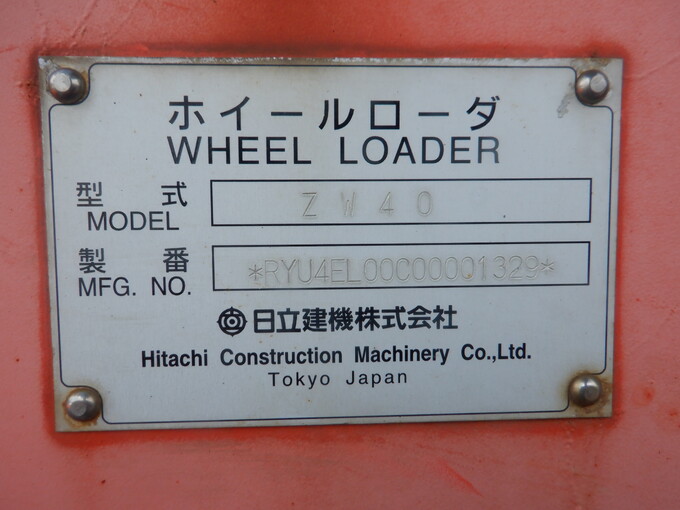 ホイールローダ
WHEEL LOADER
型式 ZW40
MODEL
製番 *RYU4EL00C00001329*
MFG. NO.
日立建機株式会社
Hitachi Construction Machinery Co.,Ltd.
Tokyo Japan